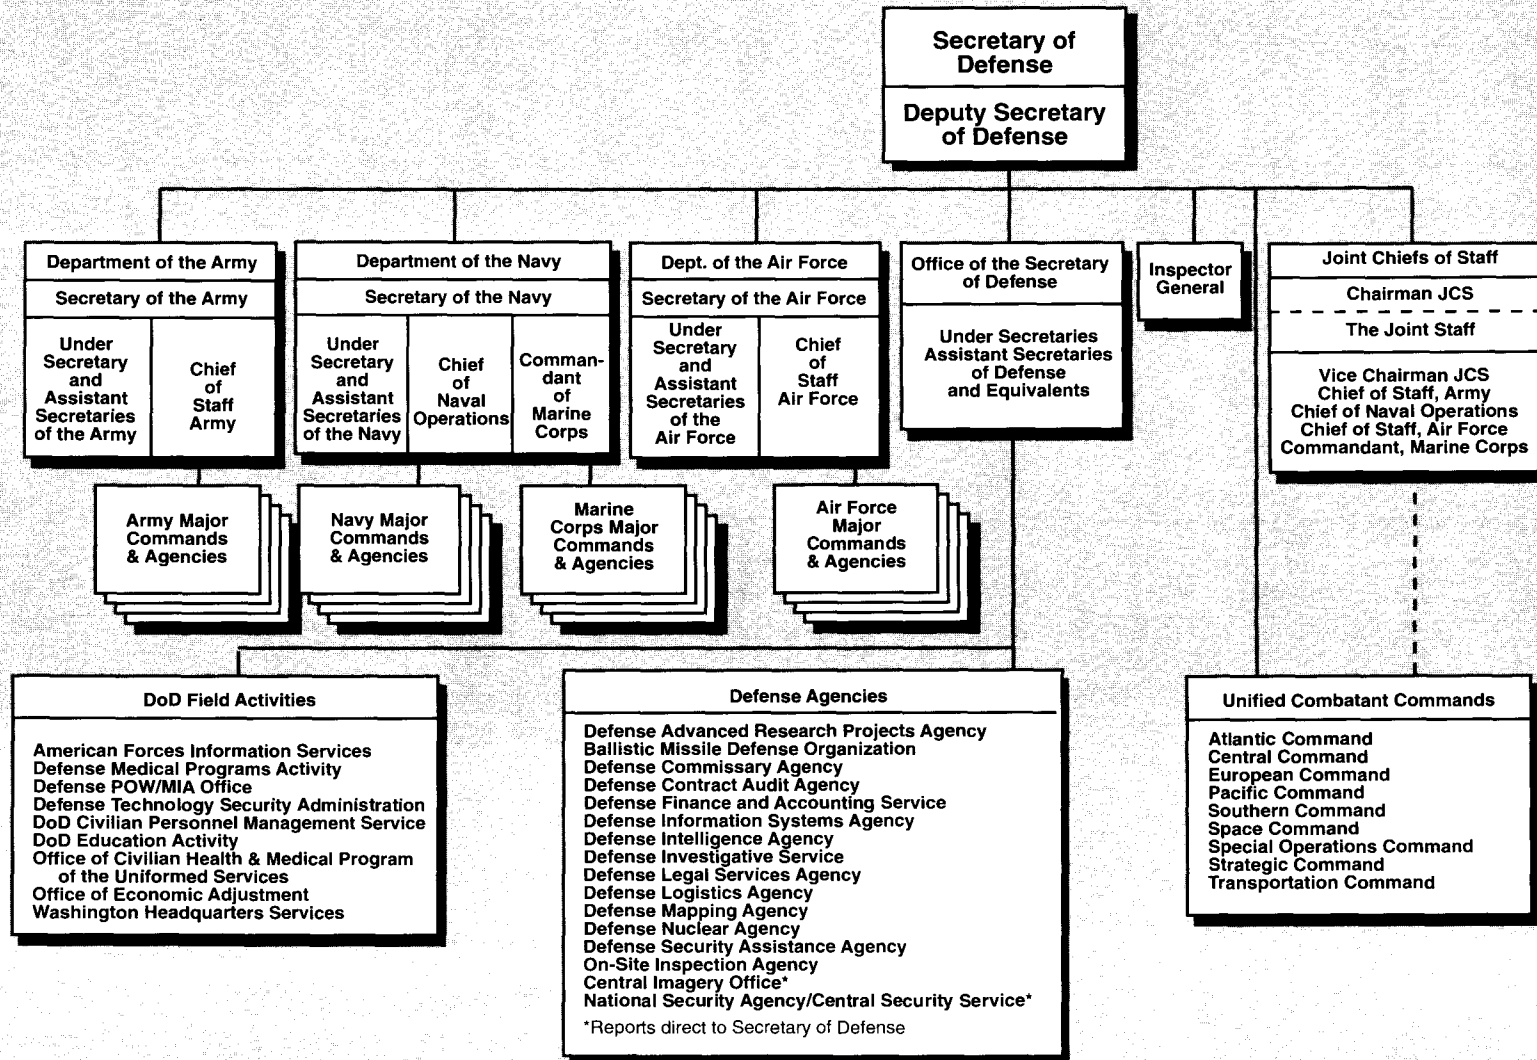 Secretary of
Defense
Deputy Secretary
of Defense
Department of the Army
Secretary of the Army
Under
Secretary
and
Assistant
Secretaries
of the Army
Chief
of
Staff
Army
Department of the Navy
Secretary of the Navy
Under
Secretary
and
Assistant
Secretaries
of the Navy
Chief
of
Naval
Operations
Comman-
dant
of
Marine
Corps
Dept. of the Air Force
Secretary of the Air Force
Under
Secretary
and
Assistant
Secretaries
of the
Air Force
Chief
of
Staff
Air Force
Office of the Secretary
of Defense
Under Secretaries
Assistant Secretaries
of Defense
and Equivalents
Inspector
General
Joint Chiefs of Staff
Chairman JCS
The Joint Staff
Vice Chairman JCS
Chief of Staff, Army
Chief of Naval Operations
Chief of Staff, Air Force
Commandant, Marine Corps
Army Major
Commands
& Agencies
Navy Major
Commands
& Agencies
Marine
Corps Major
Commands
& Agencies
Air Force
Major
Commands
& Agencies
DoD Field Activities
American Forces Information Services
Defense Medical Programs Activity
Defense POW/MIA Office
Defense Technology Security Administration
DoD Civilian Personnel Management Service
DoD Education Activity
Office of Civilian Health & Medical Program
of the Uniformed Services
Office of Economic Adjustment
Washington Headquarters Services
Defense Agencies
Defense Advanced Research Projects Agency
Ballistic Missile Defense Organization
Defense Commissary Agency
Defense Contract Audit Agency
Defense Finance and Accounting Service
Defense Information Systems Agency
Defense Intelligence Agency
Defense Investigative Service
Defense Legal Services Agency
Defense Logistics Agency
Defense Mapping Agency
Defense Nuclear Agency
Defense Security Assistance Agency
On-Site Inspection Agency
Central Imagery Office*
National Security Agency/Central Security Service*
*Reports direct to Secretary of Defense
Unified Combatant Commands
Atlantic Command
Central Command
European Command
Pacific Command
Southern Command
Space Command
Special Operations Command
Strategic Command
Transportation Command